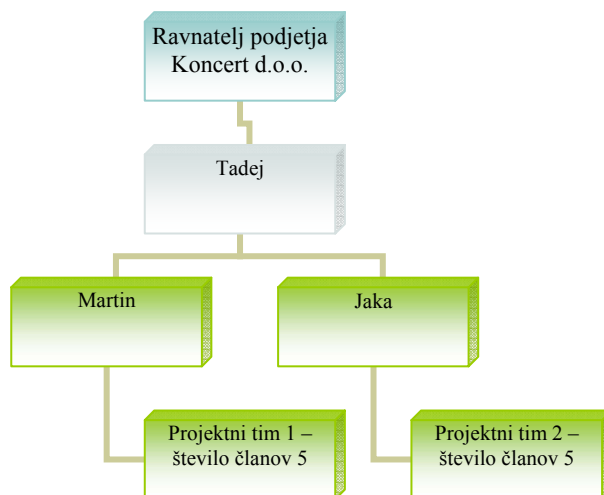 Ravnatelj podjetja
Koncert d.o.o.
Tadej
Martin
Jaka
Projektni tim 1 –
število članov 5
Projektni tim 2 –
število članov 5